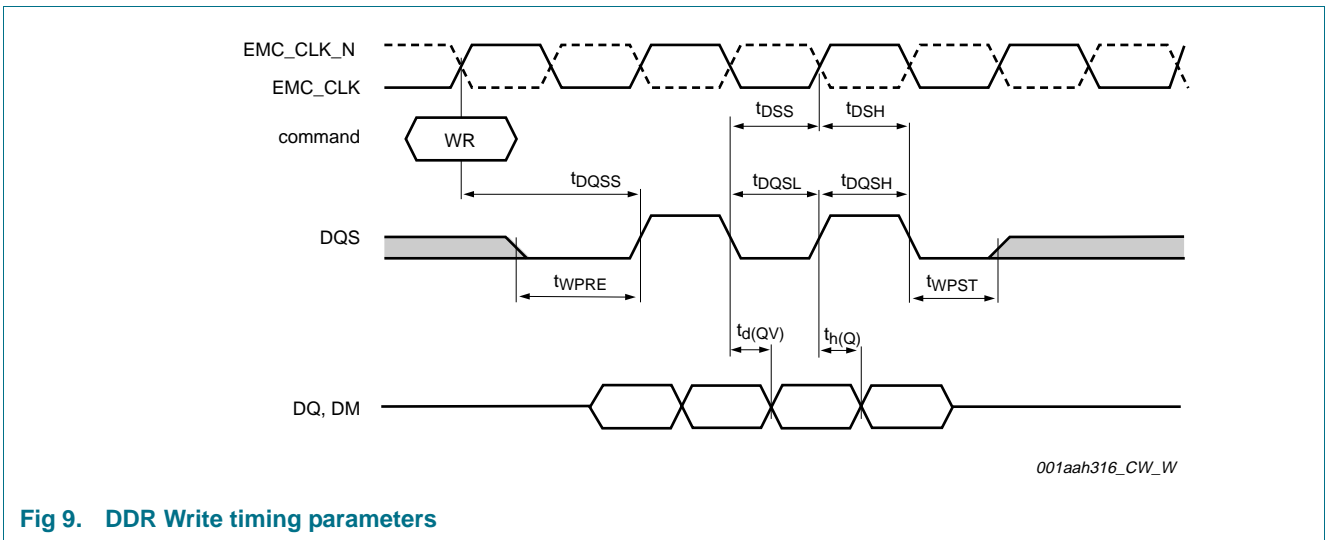 EMC_CLK_N
EMC_CLK
tDSS tDSH
command
WR
tDQSS tDQSL tDQSH
DQS
tWPRE tWPST
td(QV) th(Q)
DQ, DM
001aah316_CW_W
Fig 9. DDR Write timing parameters